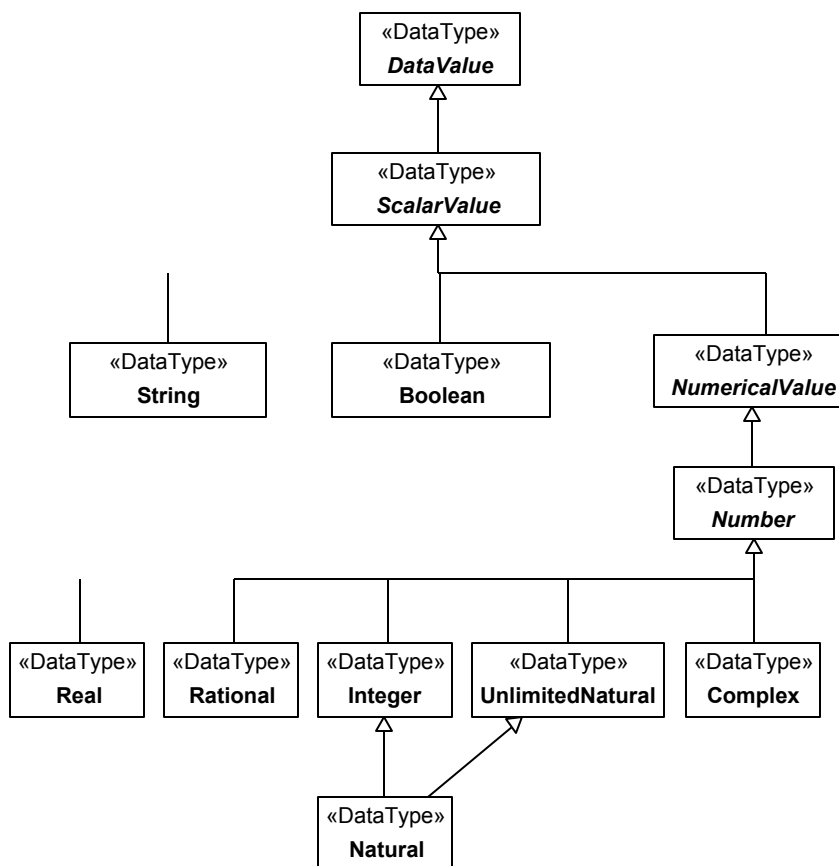 «DataType»
DataValue
«DataType»
ScalarValue
«DataType»
String
«DataType»
Boolean
«DataType»
NumericalValue
«DataType»
Number
«DataType»
Real
«DataType»
Rational
«DataType»
Integer
«DataType»
UnlimitedNatural
«DataType»
Complex
«DataType»
Natural